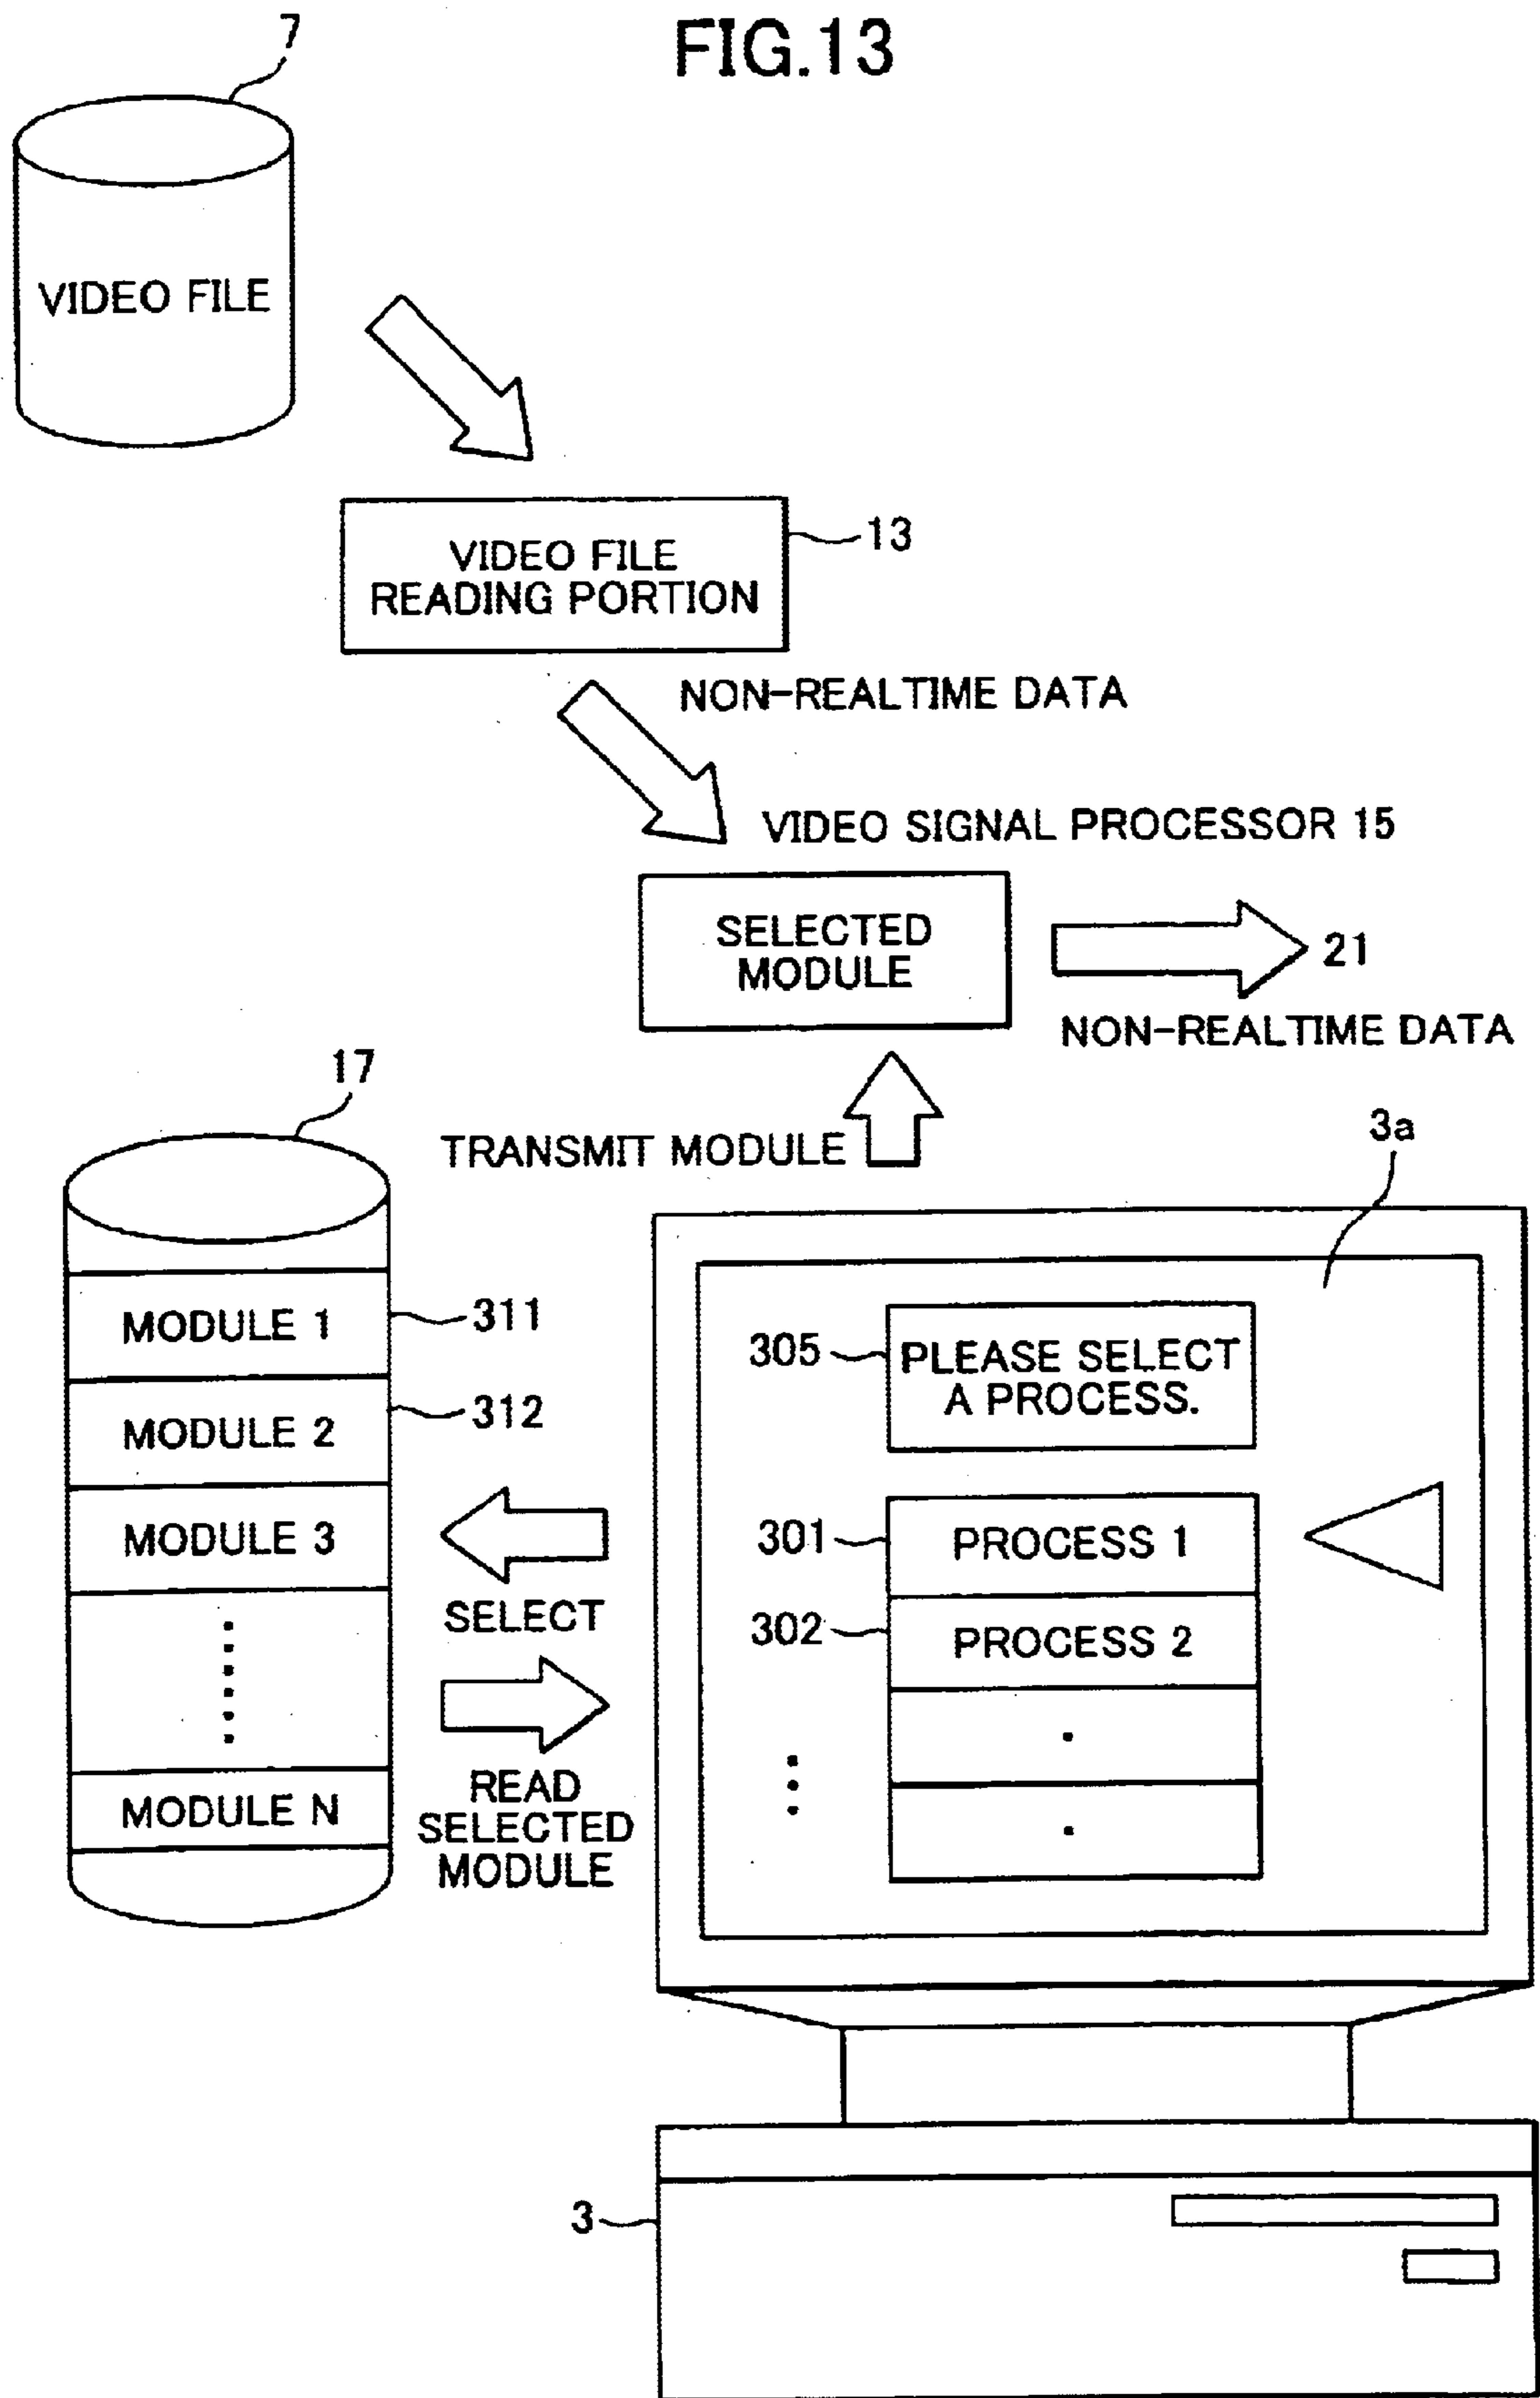 FIG.13
7
VIDEO FILE
VIDEO FILE
READING PORTION
13
NON-REALTIME DATA
VIDEO SIGNAL PROCESSOR 15
SELECTED
MODULE
21
NON-REALTIME DATA
17
TRANSMIT MODULE
3a
MODULE 1
311
MODULE 2
312
MODULE 3
MODULE N
SELECT
READ
SELECTED
MODULE
305
PLEASE SELECT
A PROCESS.
301
PROCESS 1
302
PROCESS 2
3